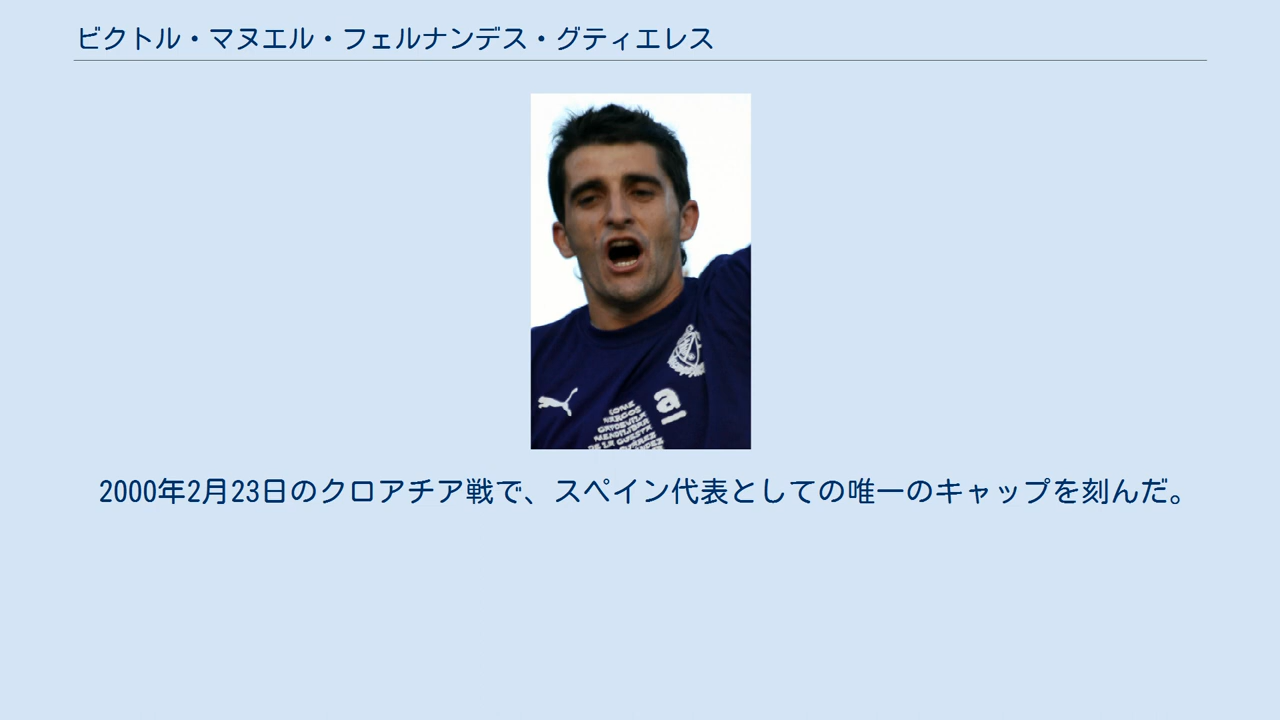 ビクトル・マヌエル・フェルナンデス・グティエレス
a
2000年2月23日のクロアチア戦で、スペイン代表としての唯一のキャップを刻んだ。